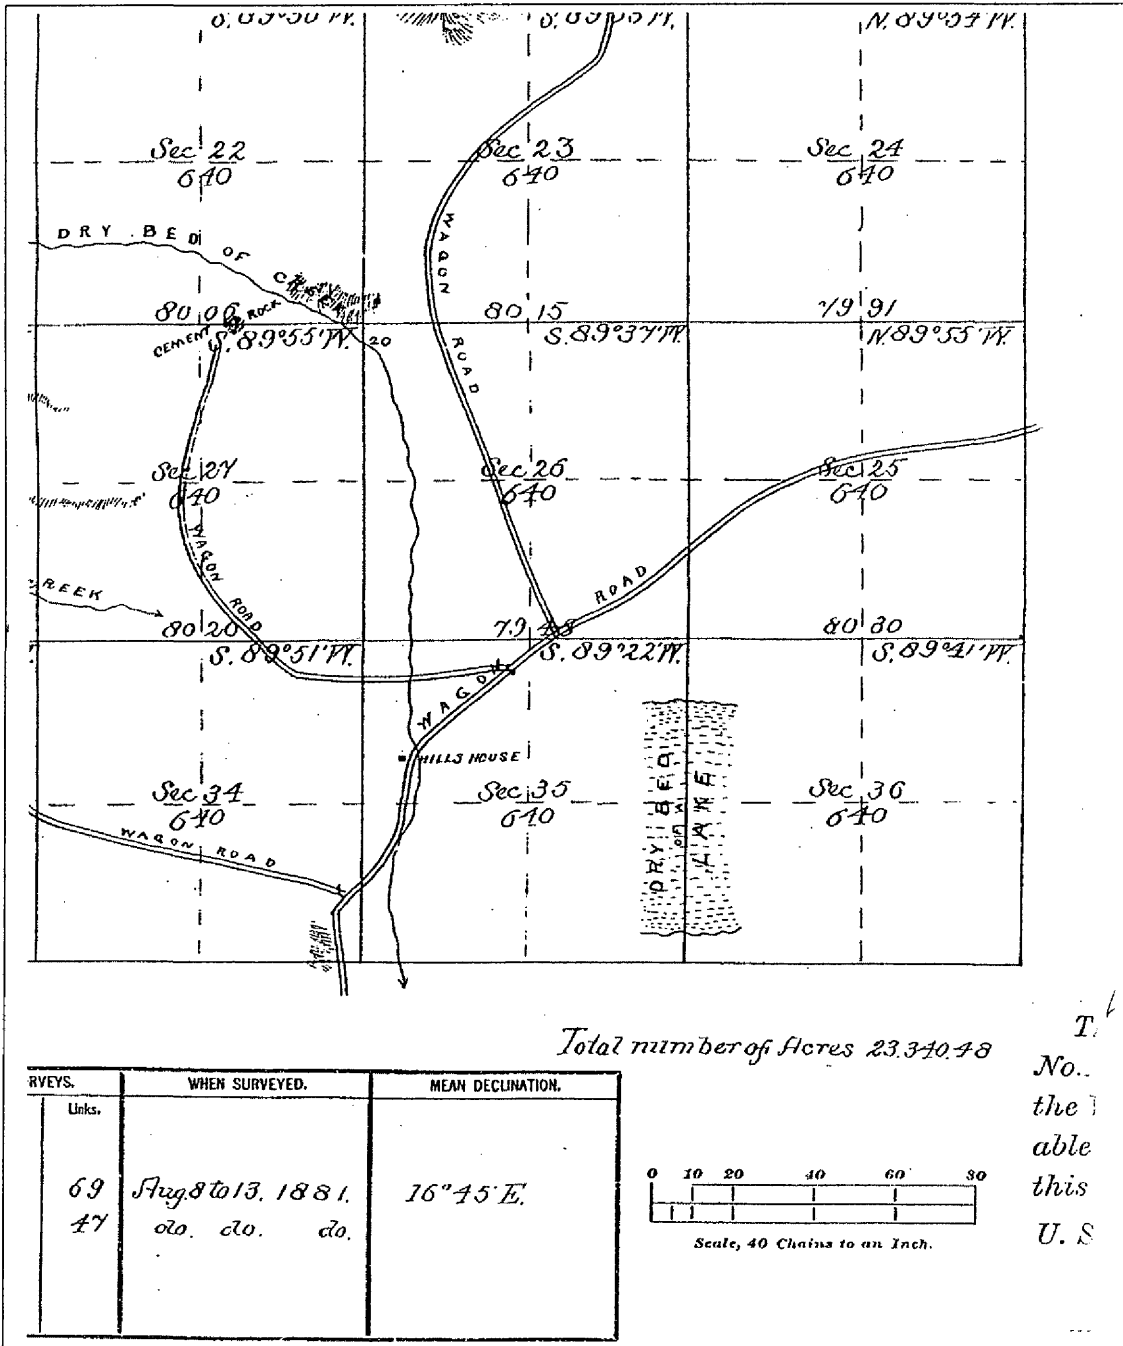 N. 89°54'W.
Sec 22
640
Sec 23
640
Sec 24
640
DRY BED OF CREEK
WAGON ROAD
80 06
S. 89°55'W.
CEMENT ROCK
20
80 15
S. 89°37'W.
79 91
N. 89°55'W.
Sec 27
640
Sec 26
640
Sec 25
640
WAGON ROAD
REEK
80 20
S. 89°51'W.
79 48
S. 89°22'W.
80 30
S. 89°41'W.
WAGON ROAD
HILLS HOUSE
Sec 34
640
Sec 35
640
Sec 36
640
DRY BED OF A LAKE
WAGON ROAD
Total number of Acres 23.340.48
RVEYS.
WHEN SURVEYED.
MEAN DECLINATION.
Links.
69
Aug. 8 to 13. 1881.
16°45'E.
47
do. do. do.
0 10 20 40 60 80
Scale, 40 Chains to an Inch.
No..
the
able
this
U. S